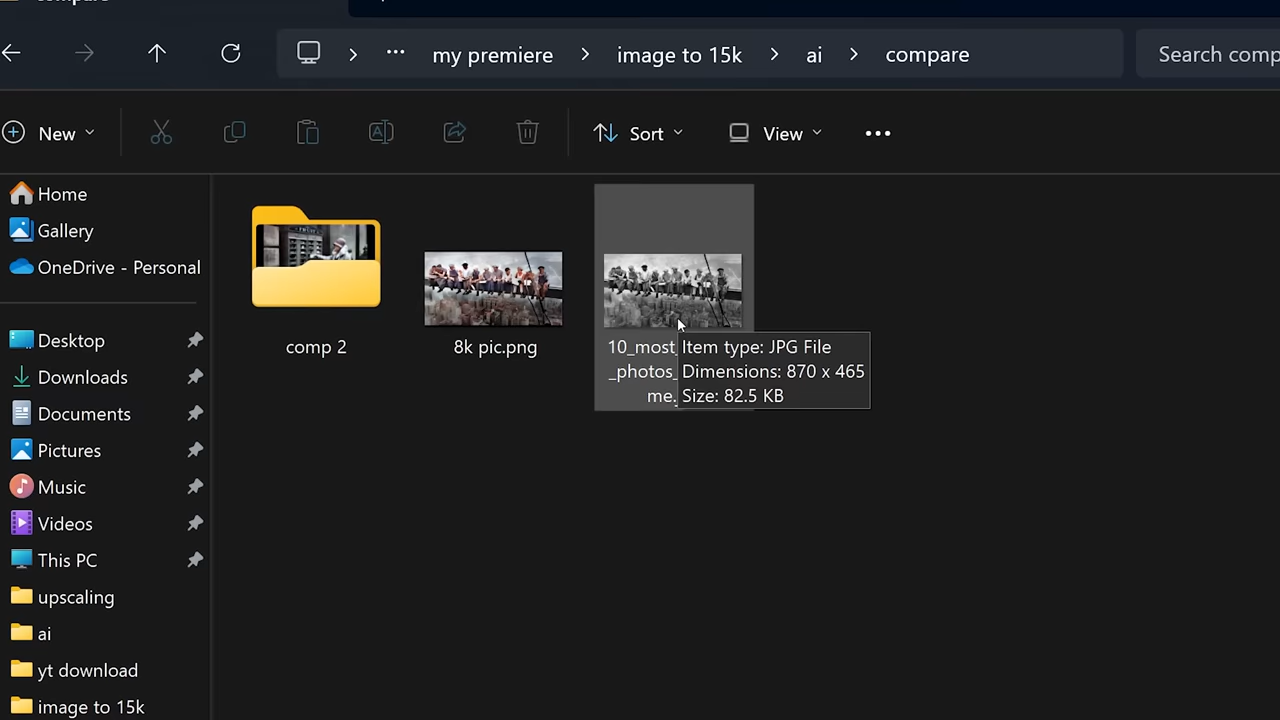 my premiere
image to 15k
ai
compare
Search comp
New
Sort
View
Home
Gallery
OneDrive - Personal
Desktop
Downloads
Documents
Pictures
Music
Videos
This PC
upscaling
ai
yt download
image to 15k
comp 2
8k pic.png
10_most_
_photos_
me.
Item type: JPG File
Dimensions: 870 x 465
Size: 82.5 KB